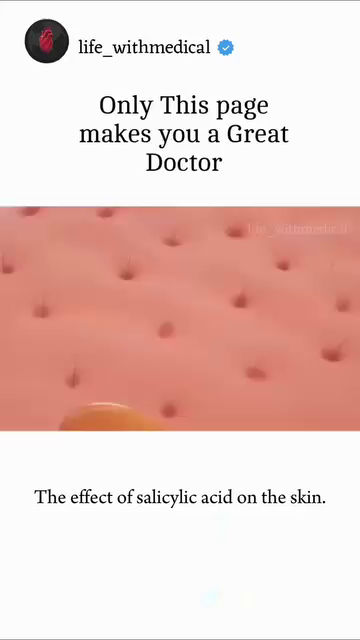 life_withmedical
Only This page
makes you a Great
Doctor
Life_withmedical
The effect of salicylic acid on the skin.